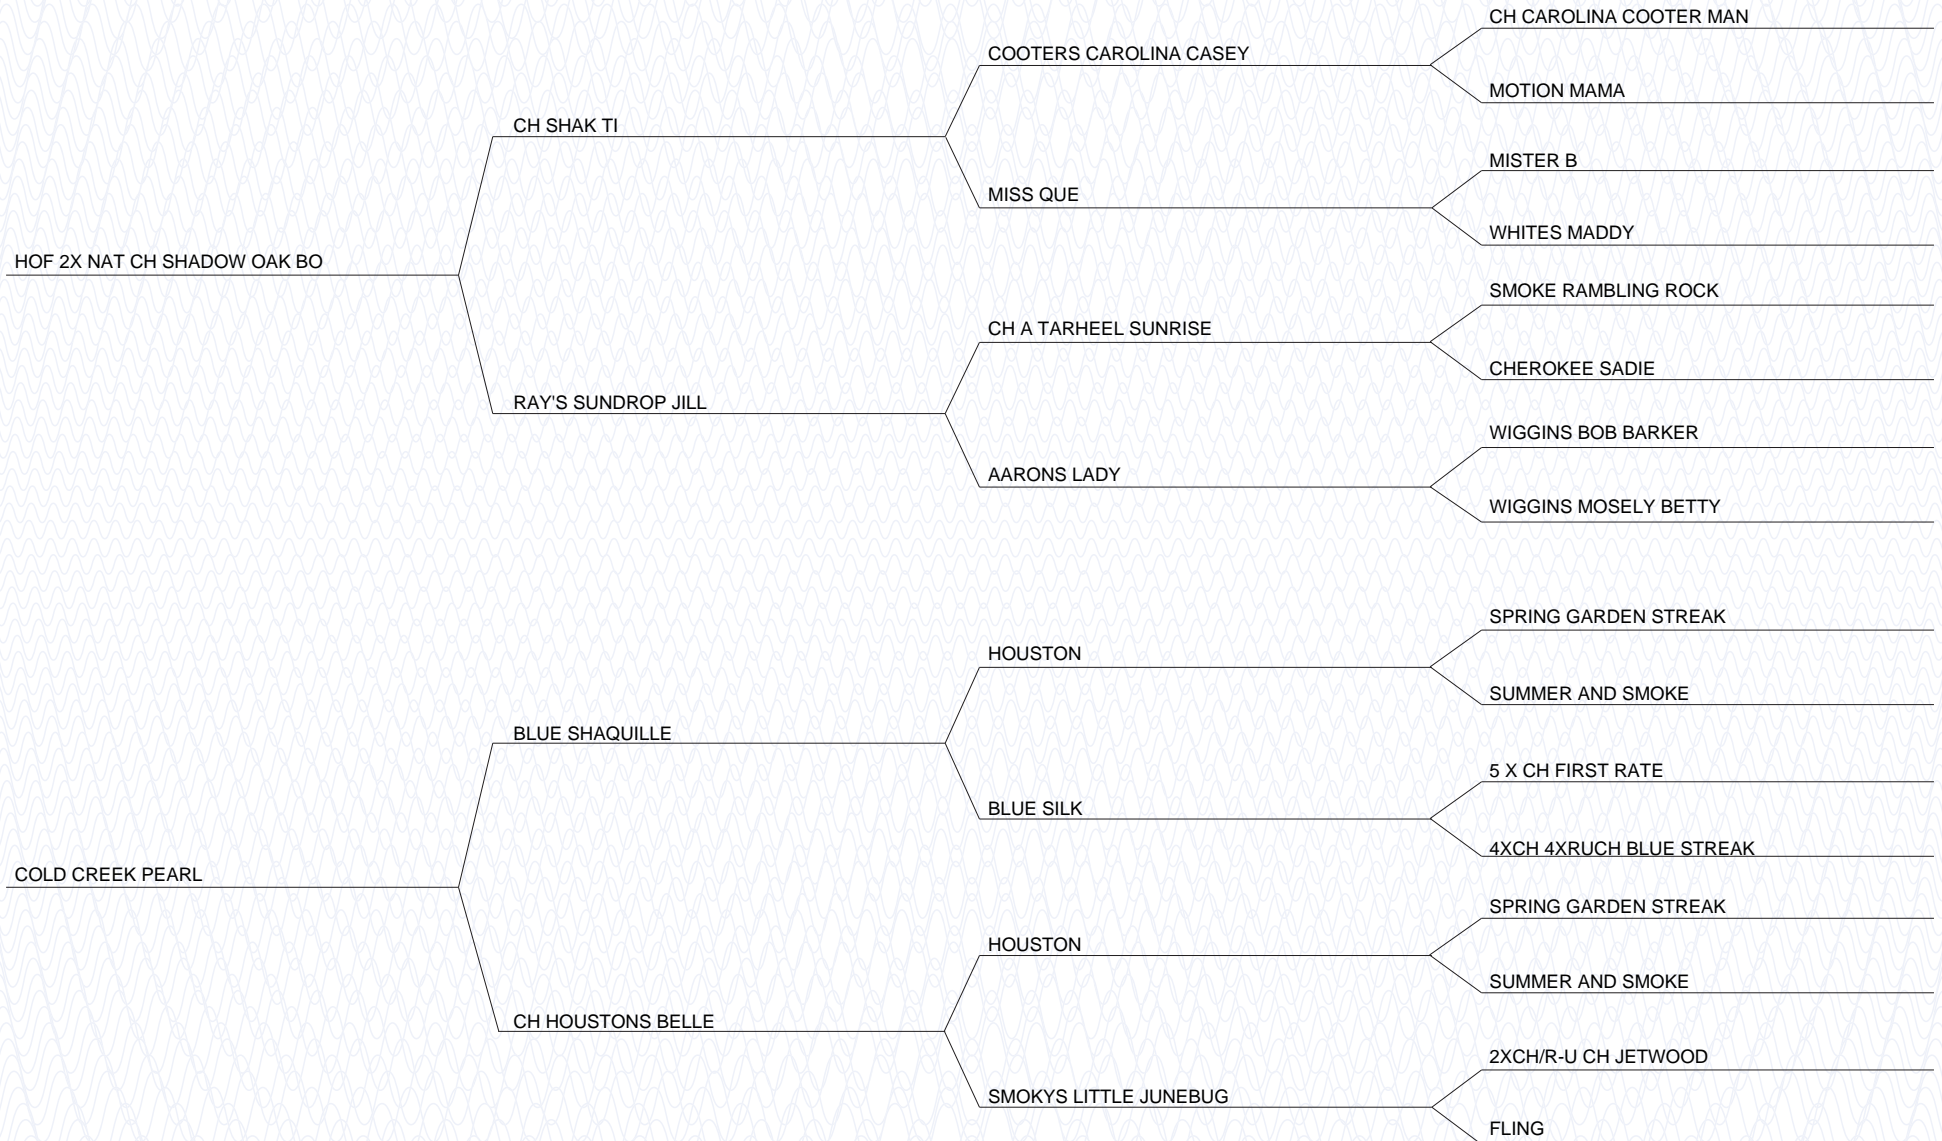 CH CAROLINA COOTER MAN
COOTERS CAROLINA CASEY
MOTION MAMA
CH SHAK TI
MISTER B
MISS QUE
WHITES MADDY
HOF 2X NAT CH SHADOW OAK BO
SMOKE RAMBLING ROCK
CH A TARHEEL SUNRISE
CHEROKEE SADIE
RAY'S SUNDROP JILL
WIGGINS BOB BARKER
AARONS LADY
WIGGINS MOSELY BETTY
SPRING GARDEN STREAK
HOUSTON
SUMMER AND SMOKE
BLUE SHAQUILLE
5 X CH FIRST RATE
BLUE SILK
4XCH 4XRUCH BLUE STREAK
COLD CREEK PEARL
SPRING GARDEN STREAK
HOUSTON
SUMMER AND SMOKE
CH HOUSTONS BELLE
2XCH/R-U CH JETWOOD
SMOKYS LITTLE JUNEBUG
FLING